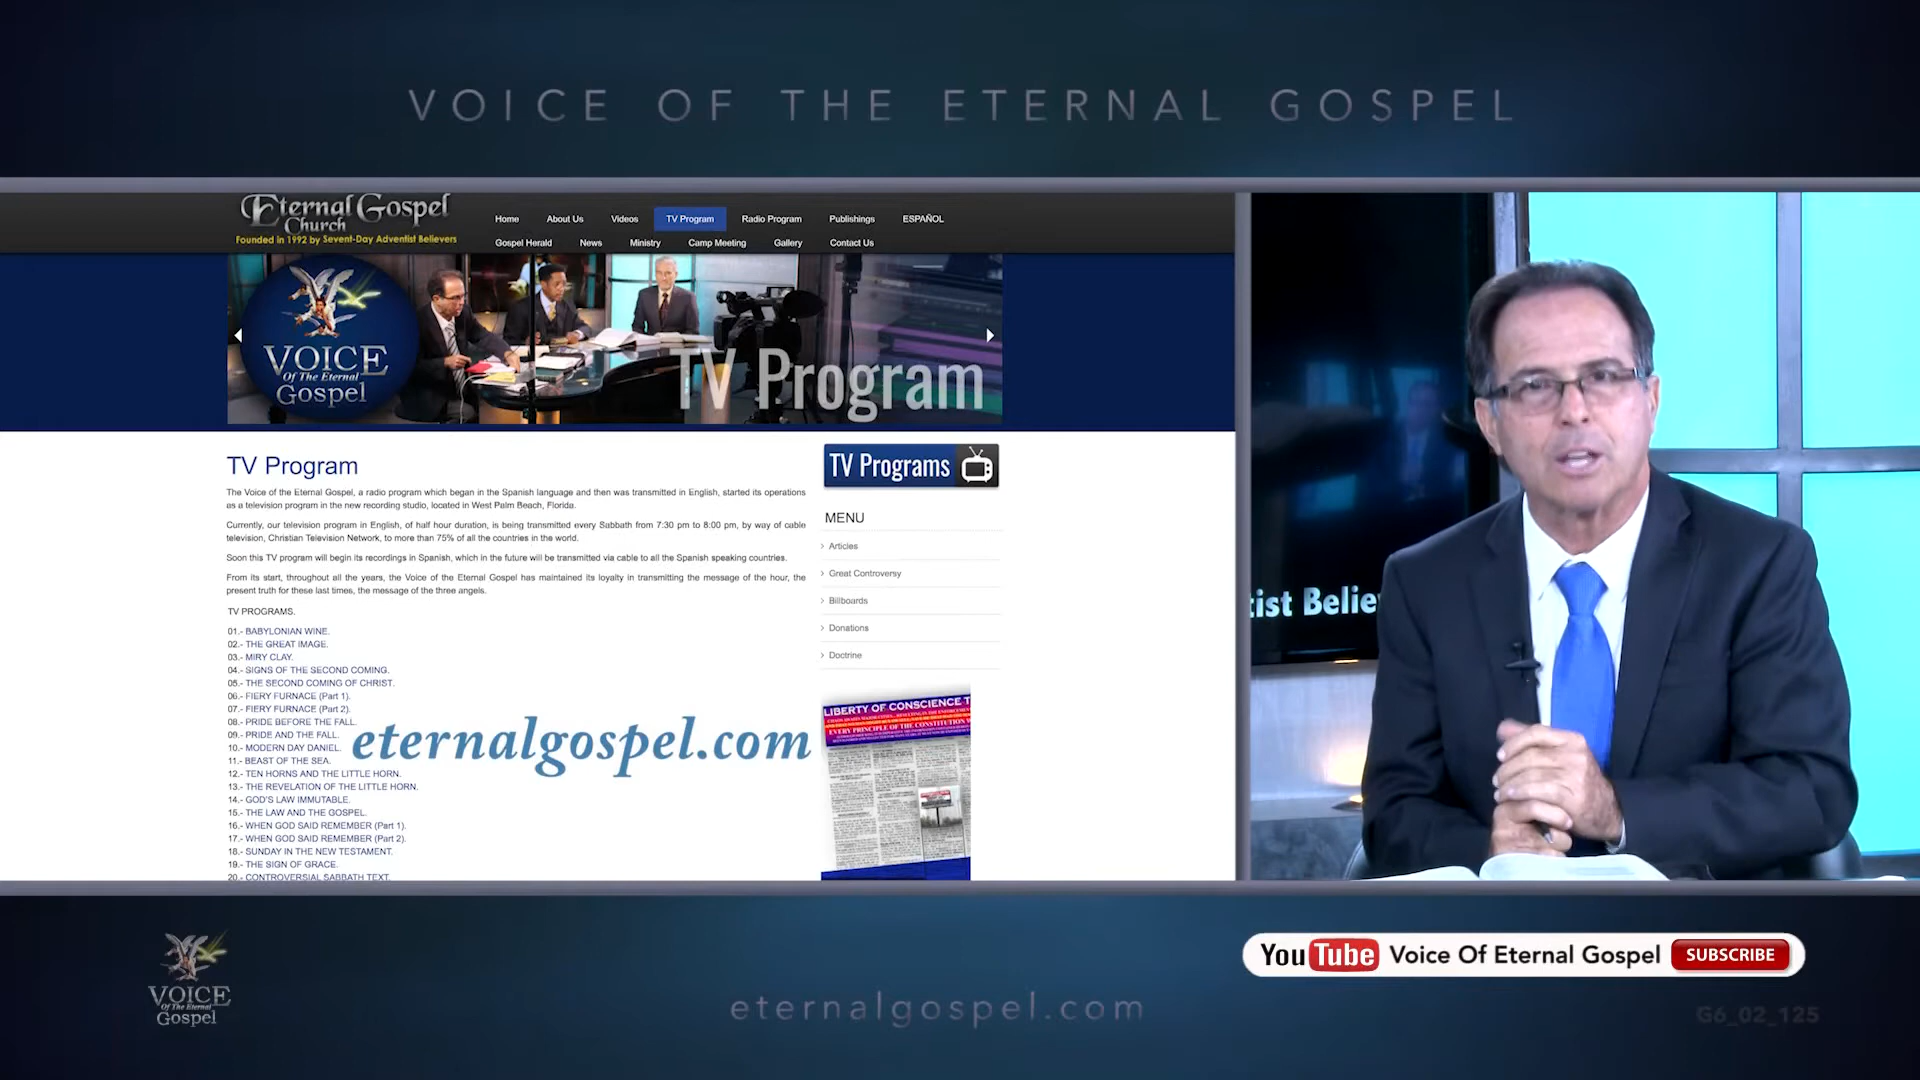 VOICE OF THE ETERNAL GOSPEL
Eternal Gospel
Church
Founded in 1992 by Sevent-Day Adventist Believers
Home About Us Videos TV Program Radio Program Publishings ESPAÑOL
Gospel Herald News Ministry Camp Meeting Gallery Contact Us
VOICE
Of The Eternal
Gospel
TV Program
TV Program
The Voice of the Eternal Gospel, a radio program which began in the Spanish language and then was transmitted in English, started its operations
as a television program in the new recording studio, located in West Palm Beach, Florida.
Currently, our television program in English, of half hour duration, is being transmitted every Sabbath from 7:30 pm to 8:00 pm, by way of cable
television, Christian Television Network, to more than 75% of all the countries in the world.
Soon this TV program will begin its recordings in Spanish, which in the future will be transmitted via cable to all the Spanish speaking countries.
From its start, throughout all the years, the Voice of the Eternal Gospel has maintained its loyalty in transmitting the message of the hour, the
present truth for these last times, the message of the three angels.
TV PROGRAMS.
01.- BABYLONIAN WINE.
02.- THE GREAT IMAGE.
03.- MIRY CLAY.
04.- SIGNS OF THE SECOND COMING.
05.- THE SECOND COMING OF CHRIST.
06.- FIERY FURNACE (Part 1).
07.- FIERY FURNACE (Part 2).
08.- PRIDE BEFORE THE FALL.
09.- PRIDE AND THE FALL.
10.- MODERN DAY DANIEL.
11.- BEAST OF THE SEA.
12.- TEN HORNS AND THE LITTLE HORN.
13.- THE REVELATION OF THE LITTLE HORN.
14.- GOD'S LAW IMMUTABLE.
15.- THE LAW AND THE GOSPEL.
16.- WHEN GOD SAID REMEMBER (Part 1).
17.- WHEN GOD SAID REMEMBER (Part 2).
18.- SUNDAY IN THE NEW TESTAMENT.
19.- THE SIGN OF GRACE.
20.- CONTROVERSIAL SABBATH TEXT.
eternalgospel.com
TV Programs
MENU
Articles
Great Controversy
Billboards
Donations
Doctrine
LIBERTY OF CONSCIENCE T
EVERY PRINCIPLE OF THE CONSTITUTION
tist Belie
VOICE
Of The Eternal
Gospel
eternalgospel.com
YouTube Voice Of Eternal Gospel SUBSCRIBE
G6_02_125